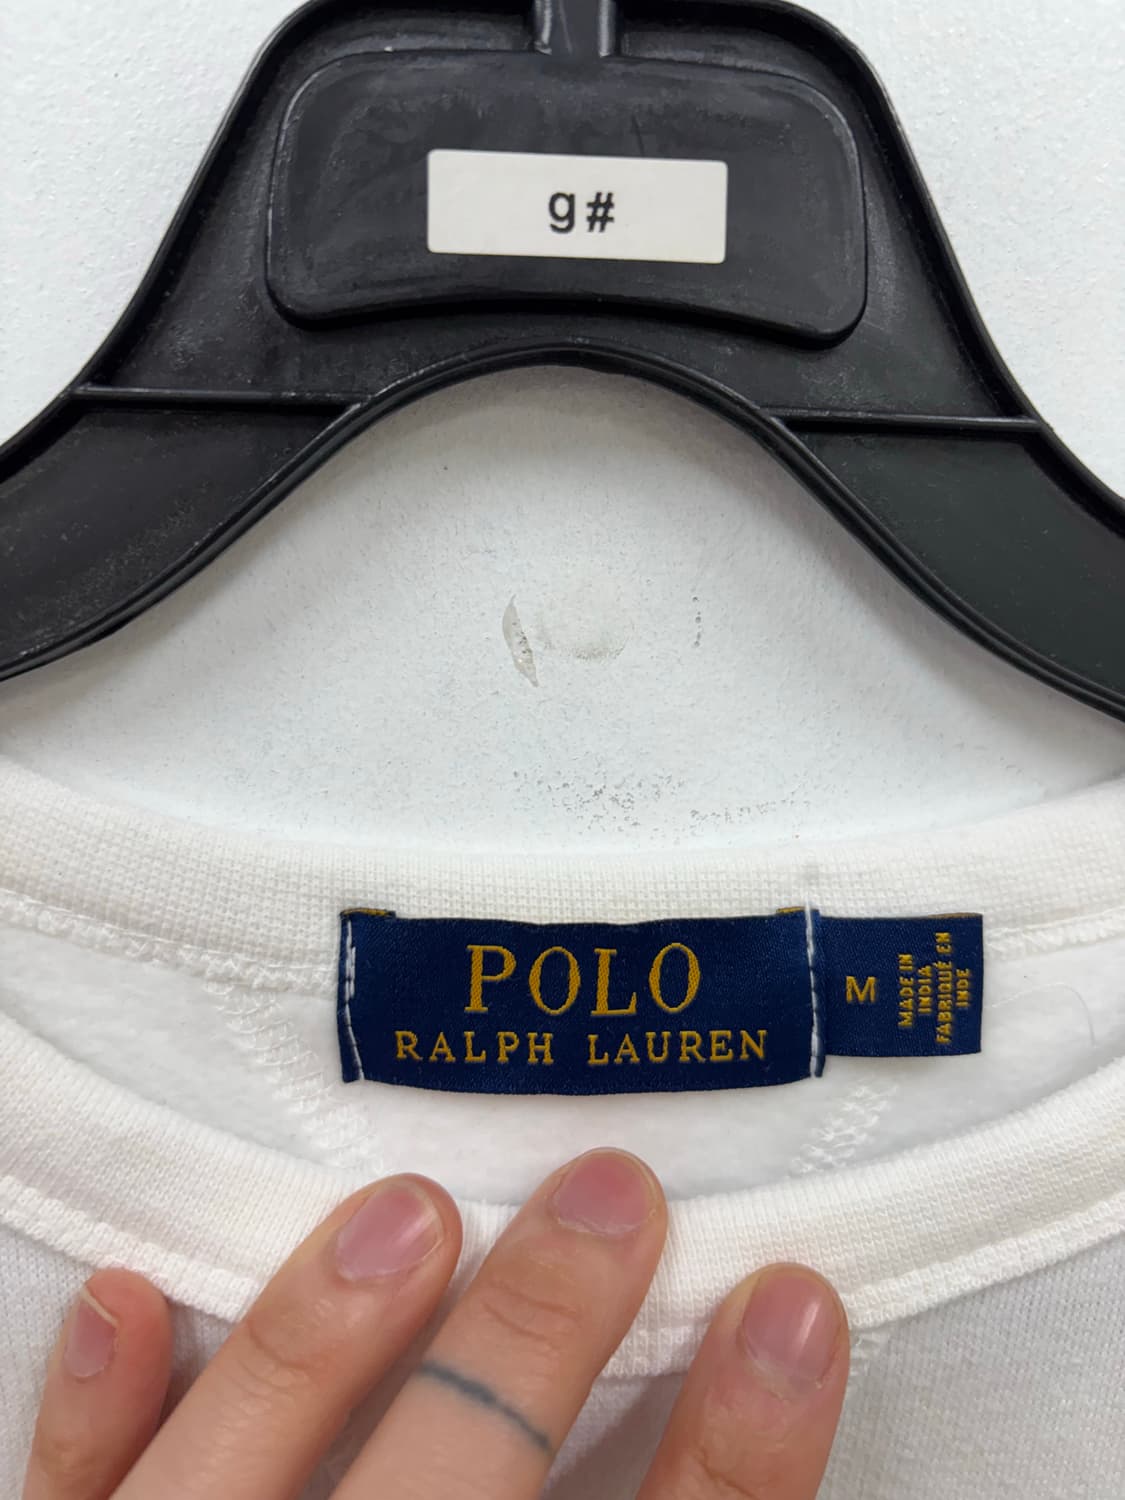 g#
POLO
RALPH LAUREN
M
MADE IN
INDIA
FABRIQUÉ EN
INDE